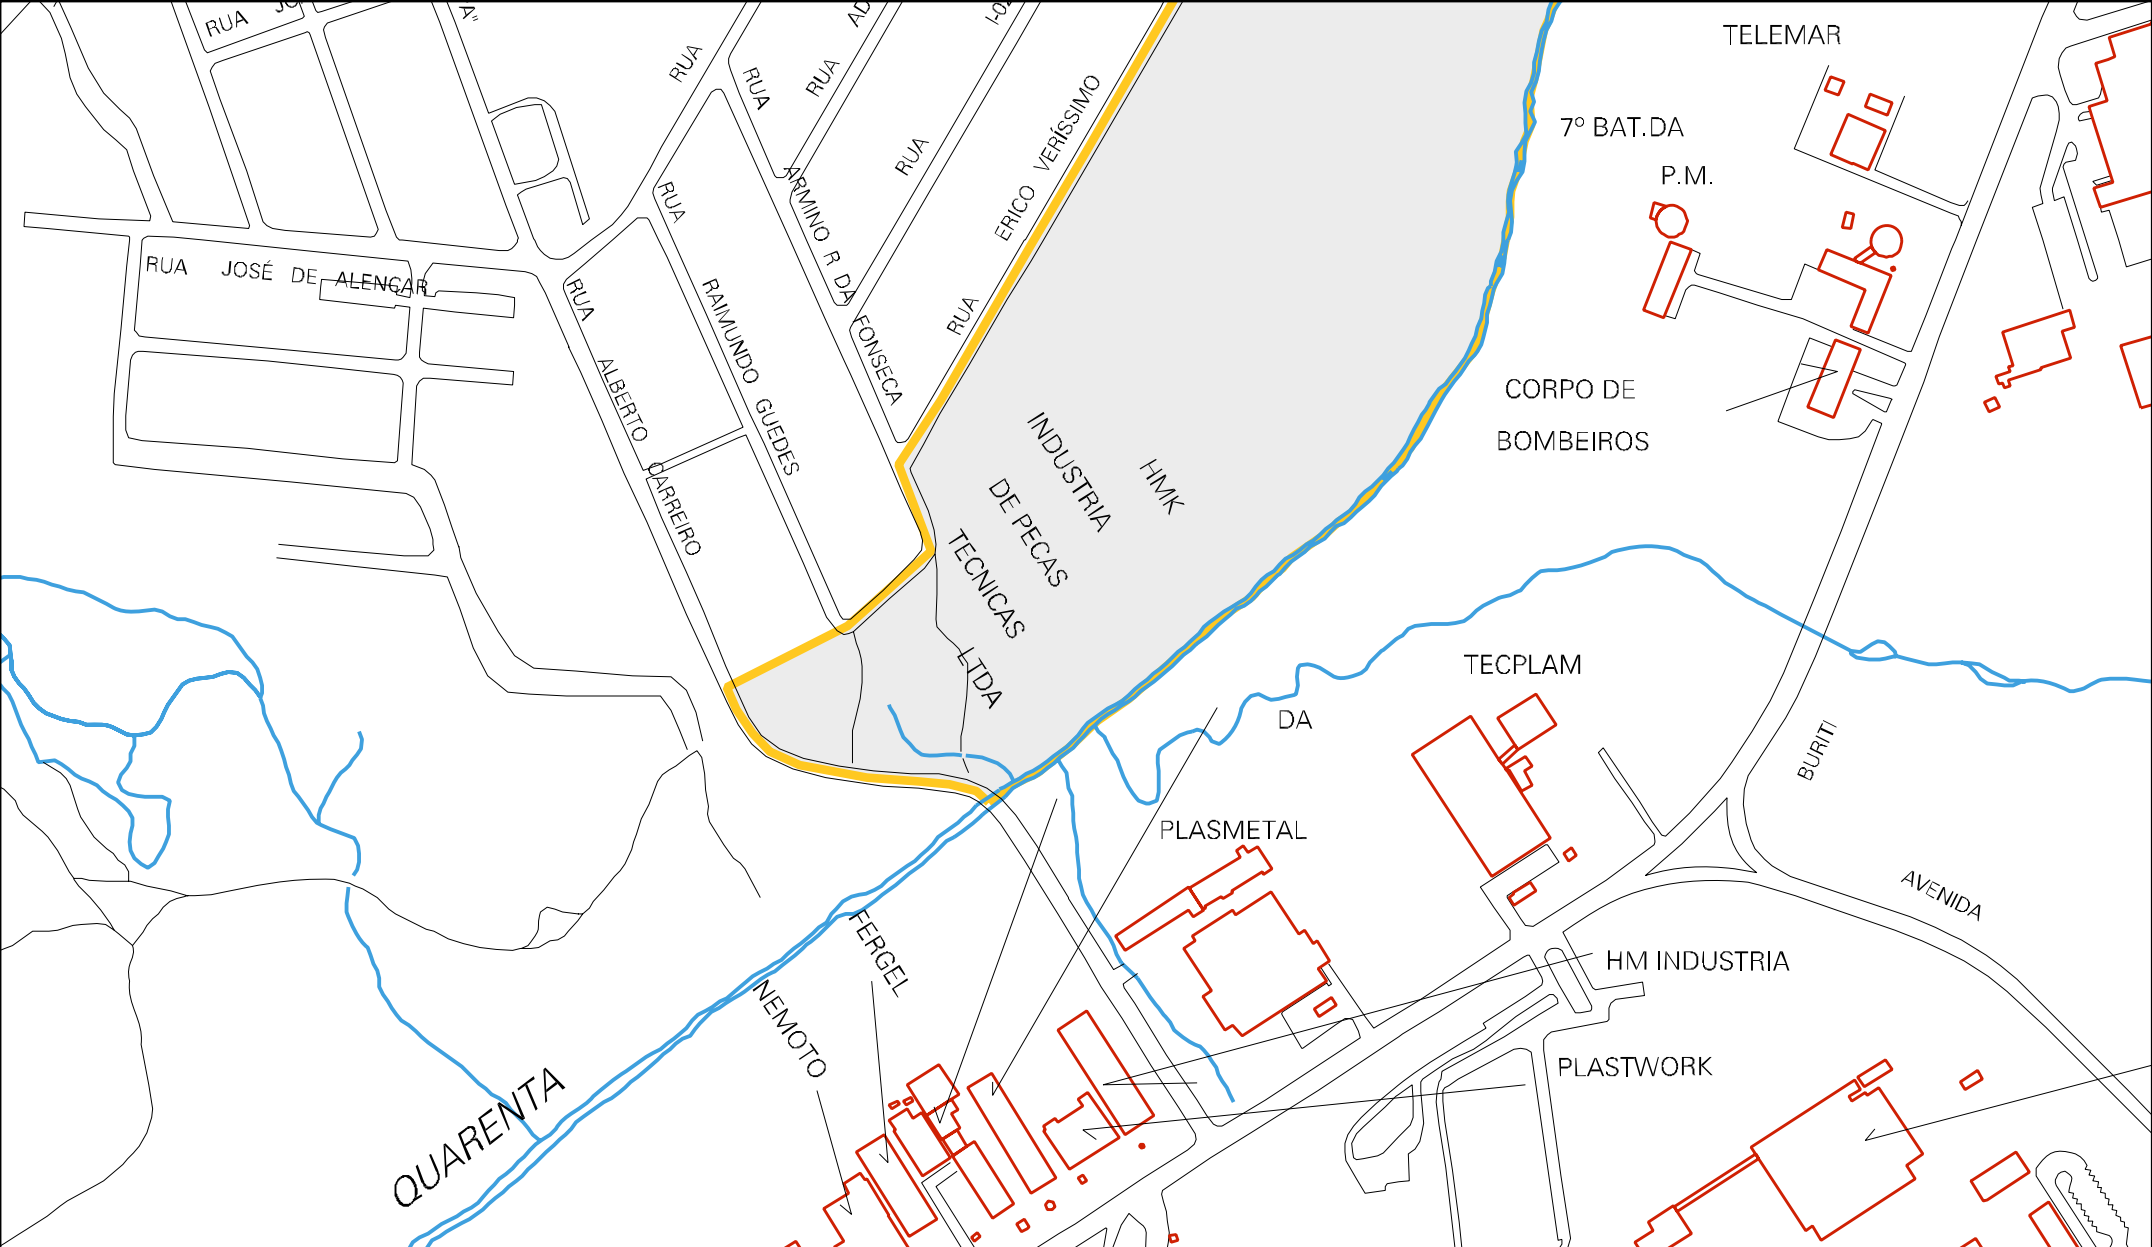 RUA
A"
RUA
RUA
RUA
RUA
ERICO VERÍSSIMO
RUA
TELEMAR
7º BAT.DA
P.M.
RUA JOSÉ DE ALENCAR
RUA
RAIMUNDO GUEDES
ARMINO R DA FONSECA
RUA
RUA
ALBERTO CARREIRO
CORPO DE
BOMBEIROS
HMK
INDUSTRIA
DE PECAS
TECNICAS
LTDA
TECPLAM
DA
BURITI
PLASMETAL
AVENIDA
FERGEL
NEMOTO
HM INDUSTRIA
PLASTWORK
QUARENTA